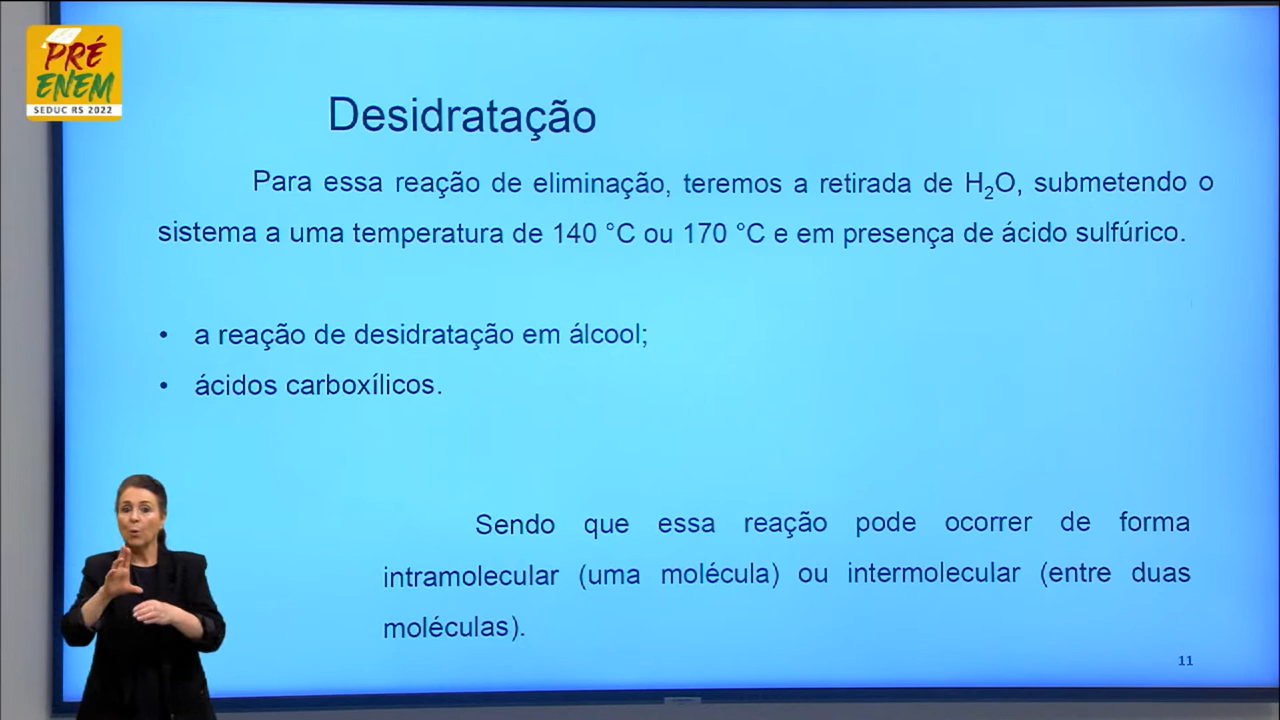 PRÉ
ENEM
SEDUC RS 2022
Desidratação
Para essa reação de eliminação, teremos a retirada de H₂O, submetendo o
sistema a uma temperatura de 140 °C ou 170 °C e em presença de ácido sulfúrico.
• a reação de desidratação em álcool;
• ácidos carboxílicos.
Sendo que essa reação pode ocorrer de forma
intramolecular (uma molécula) ou intermolecular (entre duas
moléculas).
11